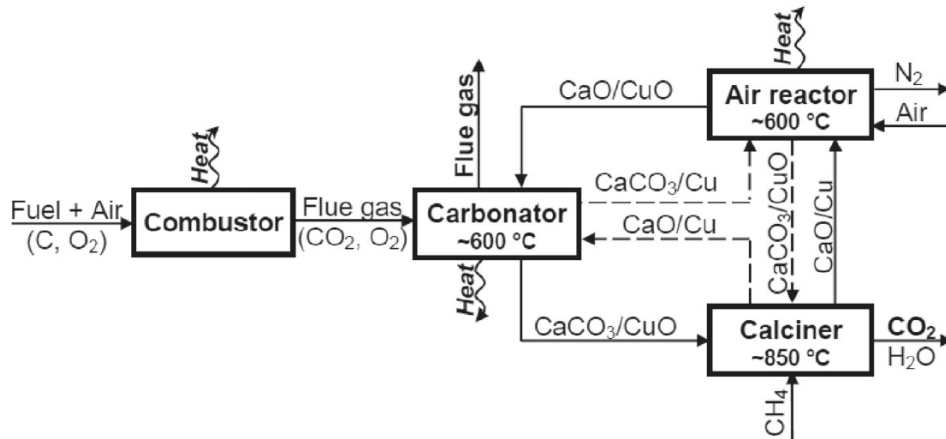 Heat
N₂
CaO/CuO
Air reactor
~600 °C
Air
Flue gas
Heat
CaCO₃/Cu
CaCO₃/CuO
CaO/Cu
Fuel + Air
(C, O₂)
Combustor
Flue gas
(CO₂, O₂)
Carbonator
~600 °C
CaO/Cu
Heat
CaCO₃/CuO
Calciner
~850 °C
CO₂
H₂O
CH₄